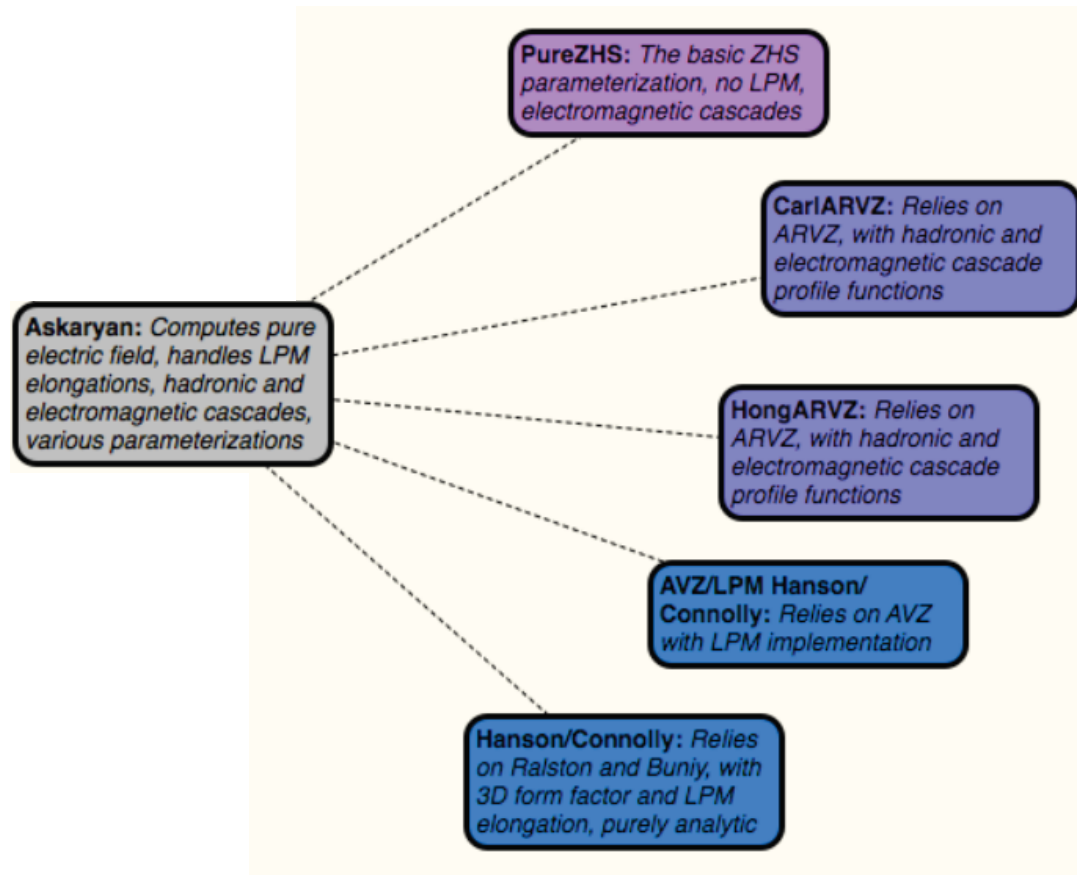 PureZHS: The basic ZHS
parameterization, no LPM,
electromagnetic cascades
CarlARVZ: Relies on
ARVZ, with hadronic and
electromagnetic cascade
profile functions
Askaryan: Computes pure
electric field, handles LPM
elongations, hadronic and
electromagnetic cascades,
various parameterizations
HongARVZ: Relies on
ARVZ, with hadronic and
electromagnetic cascade
profile functions
AVZ/LPM Hanson/
Connolly: Relies on AVZ
with LPM implementation
Hanson/Connolly: Relies
on Ralston and Buniy, with
3D form factor and LPM
elongation, purely analytic